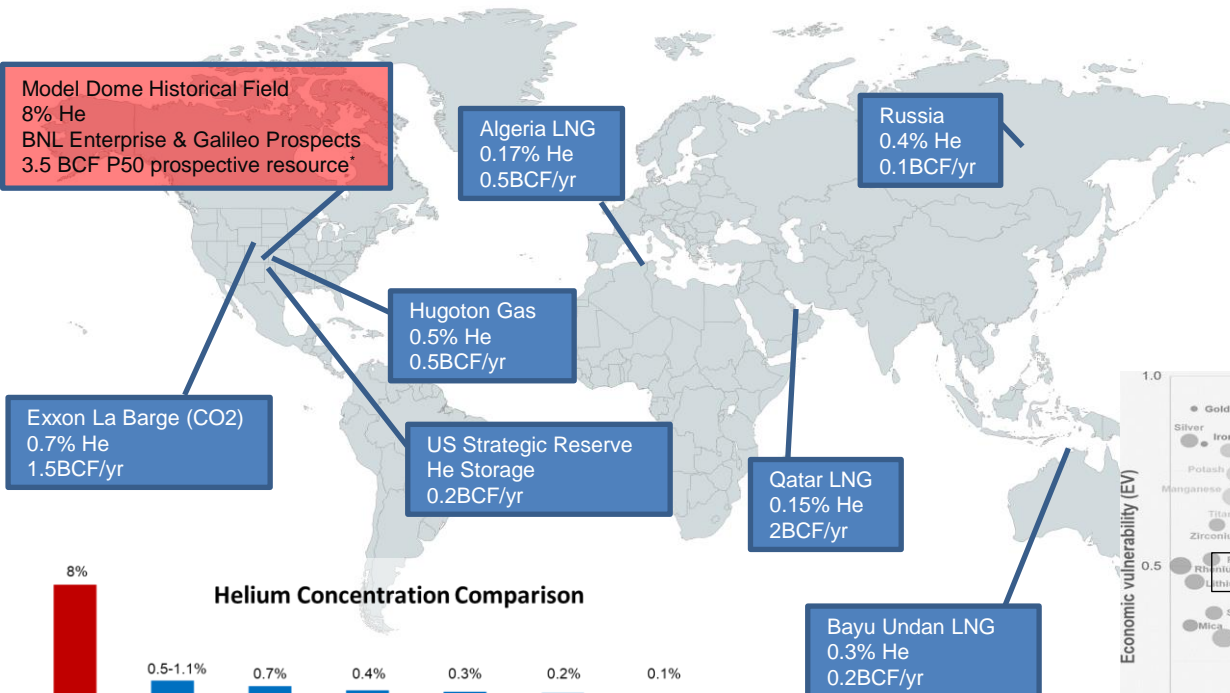 Model Dome Historical Field
8% He
BNL Enterprise & Galileo Prospects
3.5 BCF P50 prospective resource*
Algeria LNG
0.17% He
0.5BCF/yr
Russia
0.4% He
0.1BCF/yr
Hugoton Gas
0.5% He
0.5BCF/yr
Exxon La Barge (CO2)
0.7% He
1.5BCF/yr
US Strategic Reserve
He Storage
0.2BCF/yr
Qatar LNG
0.15% He
2BCF/yr
Bayu Undan LNG
0.3% He
0.2BCF/yr
Helium Concentration Comparison
8%
0.5-1.1%
0.7%
0.4%
0.3%
0.2%
0.1%
Economic vulnerability (EV)
1.0
0.5
Gold
Silver
Iron
Potash
Manganese
Mica